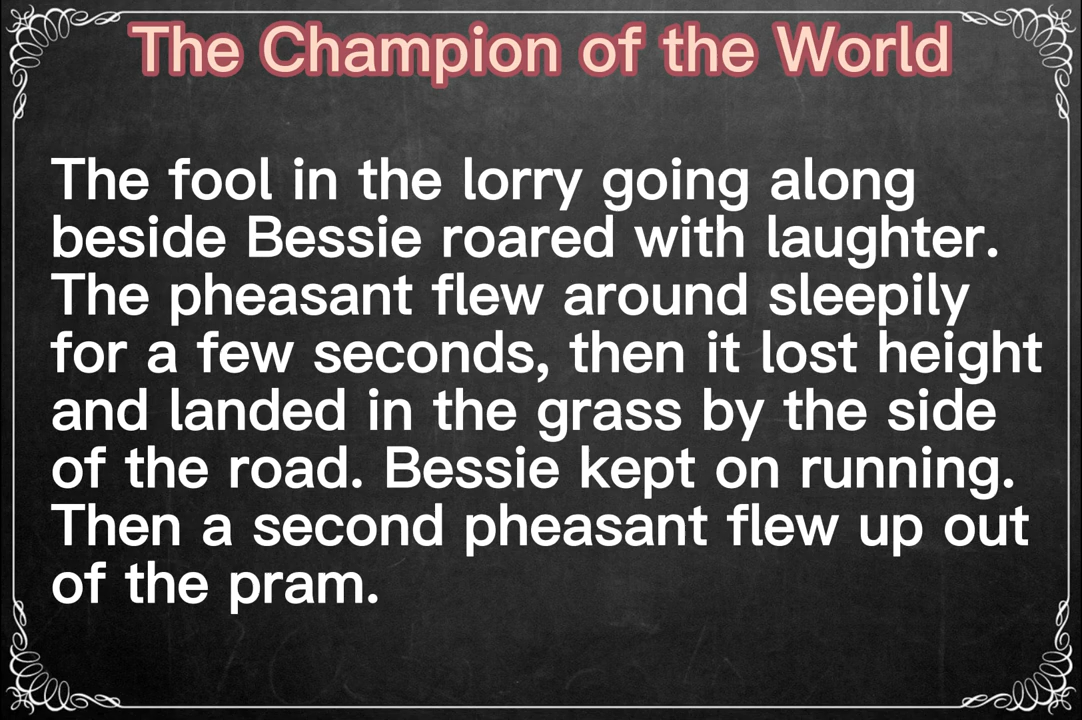 The Champion of the World
The fool in the lorry going along
beside Bessie roared with laughter.
The pheasant flew around sleepily
for a few seconds, then it lost height
and landed in the grass by the side
of the road. Bessie kept on running.
Then a second pheasant flew up out
of the pram.